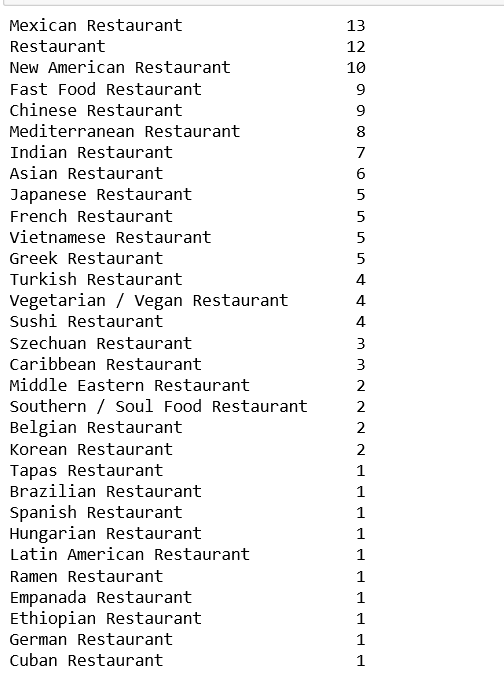 Mexican Restaurant 13
Restaurant 12
New American Restaurant 10
Fast Food Restaurant 9
Chinese Restaurant 9
Mediterranean Restaurant 8
Indian Restaurant 7
Asian Restaurant 6
Japanese Restaurant 5
French Restaurant 5
Vietnamese Restaurant 5
Greek Restaurant 5
Turkish Restaurant 4
Vegetarian / Vegan Restaurant 4
Sushi Restaurant 4
Szechuan Restaurant 3
Caribbean Restaurant 3
Middle Eastern Restaurant 2
Southern / Soul Food Restaurant 2
Belgian Restaurant 2
Korean Restaurant 2
Tapas Restaurant 1
Brazilian Restaurant 1
Spanish Restaurant 1
Hungarian Restaurant 1
Latin American Restaurant 1
Ramen Restaurant 1
Empanada Restaurant 1
Ethiopian Restaurant 1
German Restaurant 1
Cuban Restaurant 1